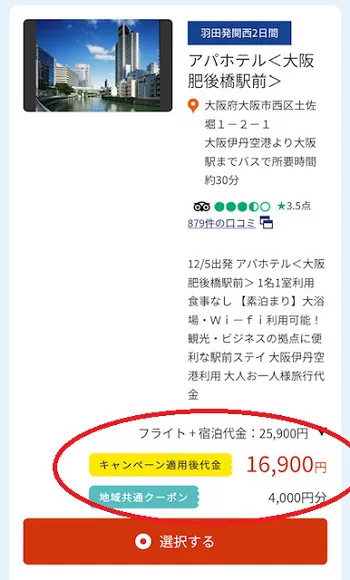 羽田発関西2日間
アパホテル＜大阪
肥後橋駅前＞
大阪府大阪市西区土佐
堀１－２－１
大阪伊丹空港より大阪
駅までバスで所要時間
約30分
★3.5点
879件の口コミ
12/5出発 アパホテル＜大阪
肥後橋駅前＞ 1名1室利用
食事なし 【素泊まり】大浴
場・Ｗｉ－ｆｉ利用可能！
観光・ビジネスの拠点に便
利な駅前ステイ 大阪伊丹空
港利用 大人お一人様旅行代
金
フライト + 宿泊代金：25,900円
キャンペーン適用後代金 16,900円
地域共通クーポン 4,000円分
選択する